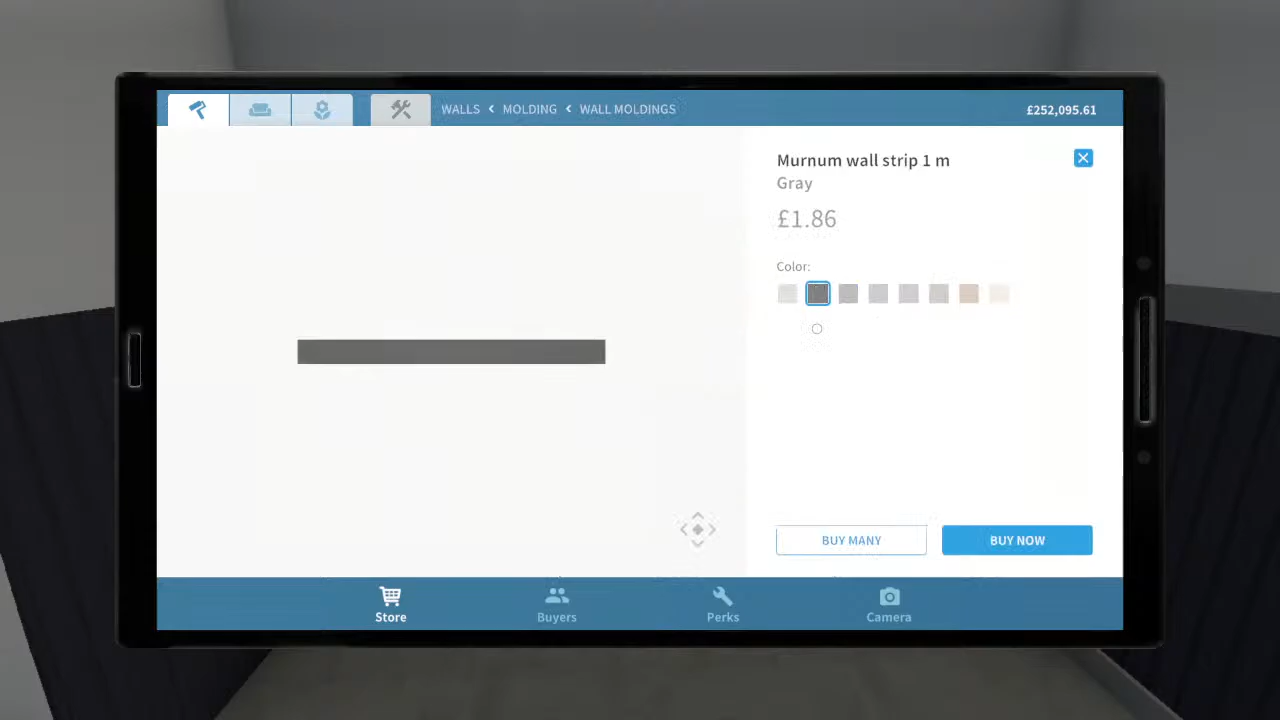 WALLS < MOLDING < WALL MOLDINGS
£252,095.61
Murnum wall strip 1 m
Gray
£1.86
Color:
BUY MANY
BUY NOW
Store
Buyers
Perks
Camera